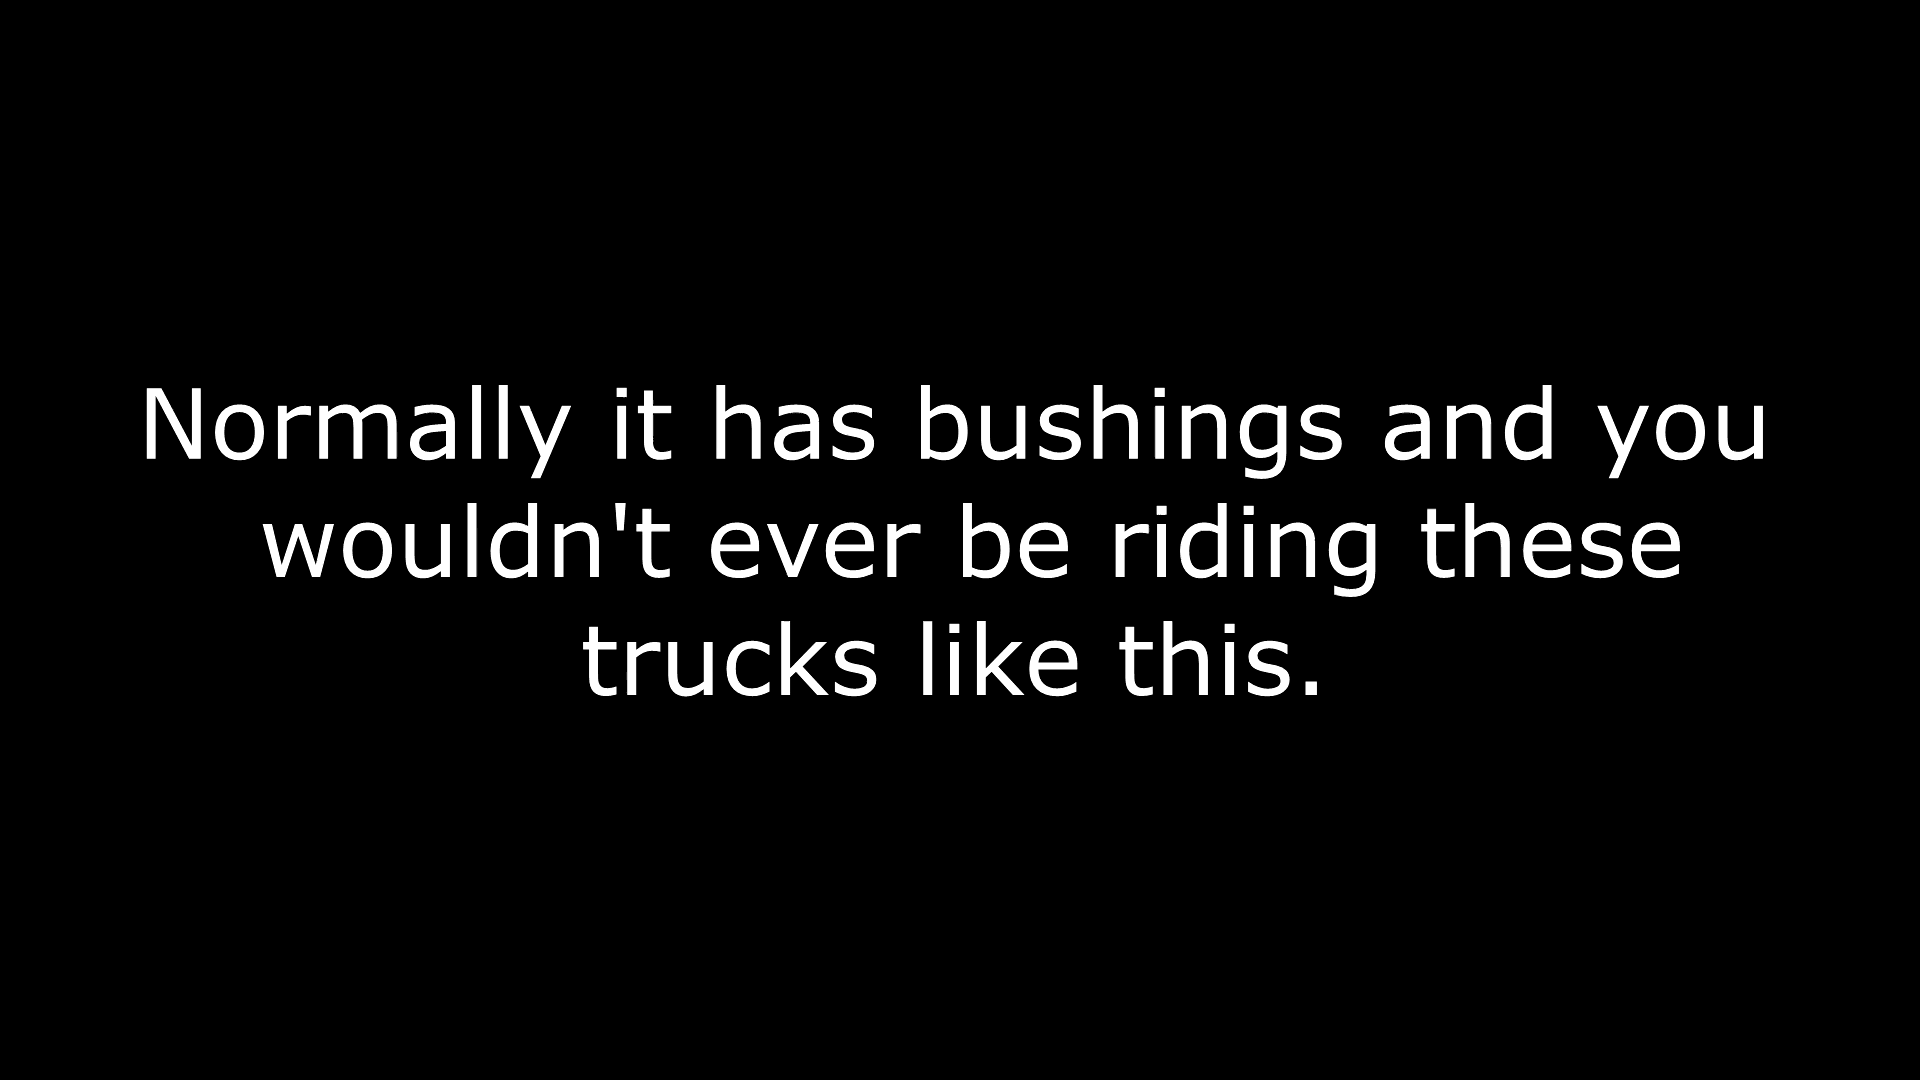 Normally it has bushings and you
wouldn't ever be riding these
trucks like this.